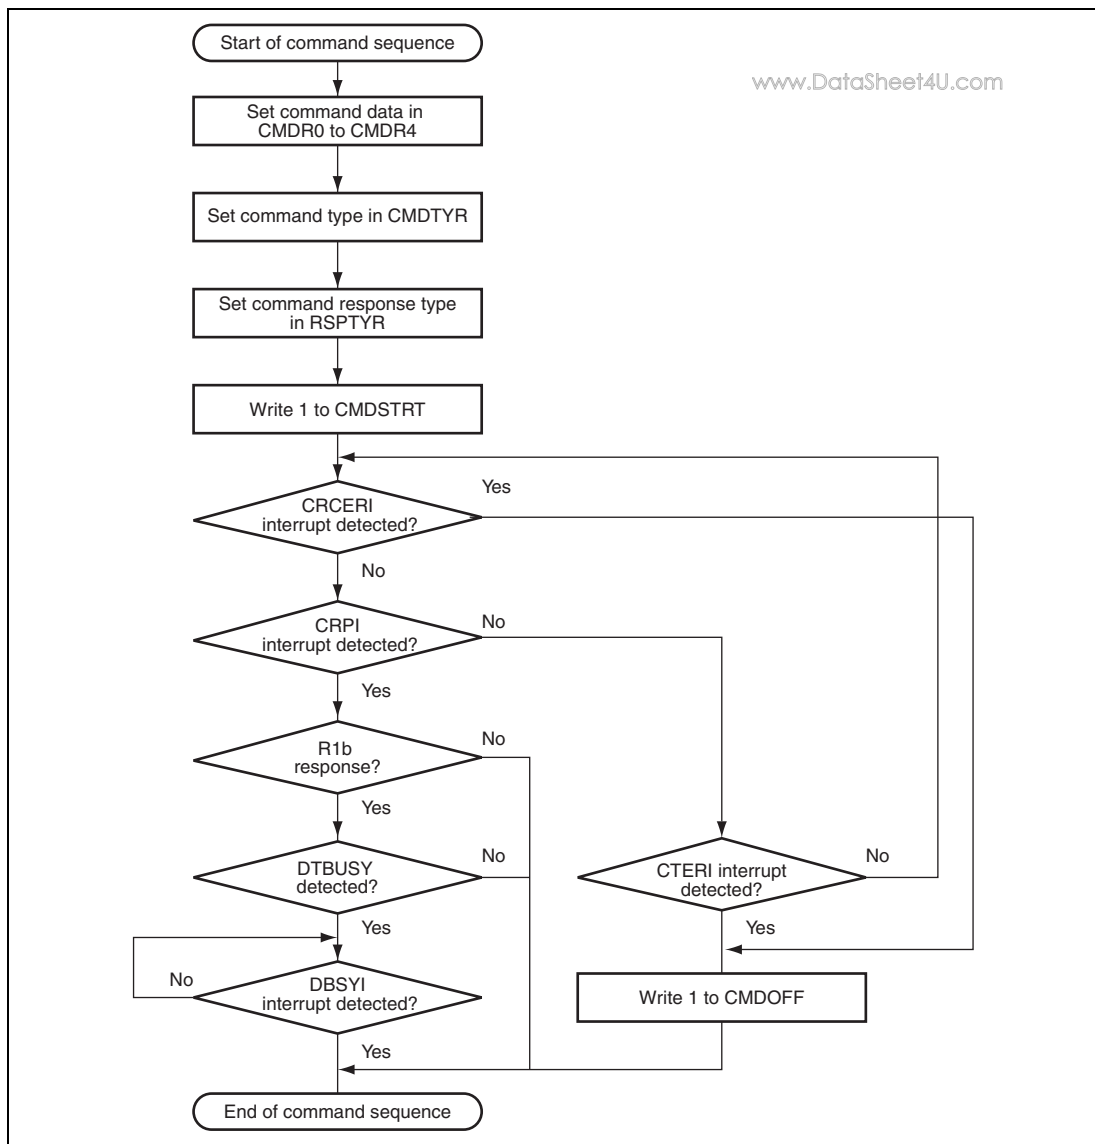 Start of command sequence
www.DataSheet4U.com
Set command data in
CMDR0 to CMDR4
Set command type in CMDTYR
Set command response type
in RSPTYR
Write 1 to CMDSTRT
CRCERI
interrupt detected?
Yes
No
CRPI
interrupt detected?
No
Yes
R1b
response?
No
Yes
DTBUSY
detected?
No
Yes
CTERI interrupt
detected?
No
Yes
DBSYI
interrupt detected?
No
Yes
Write 1 to CMDOFF
End of command sequence